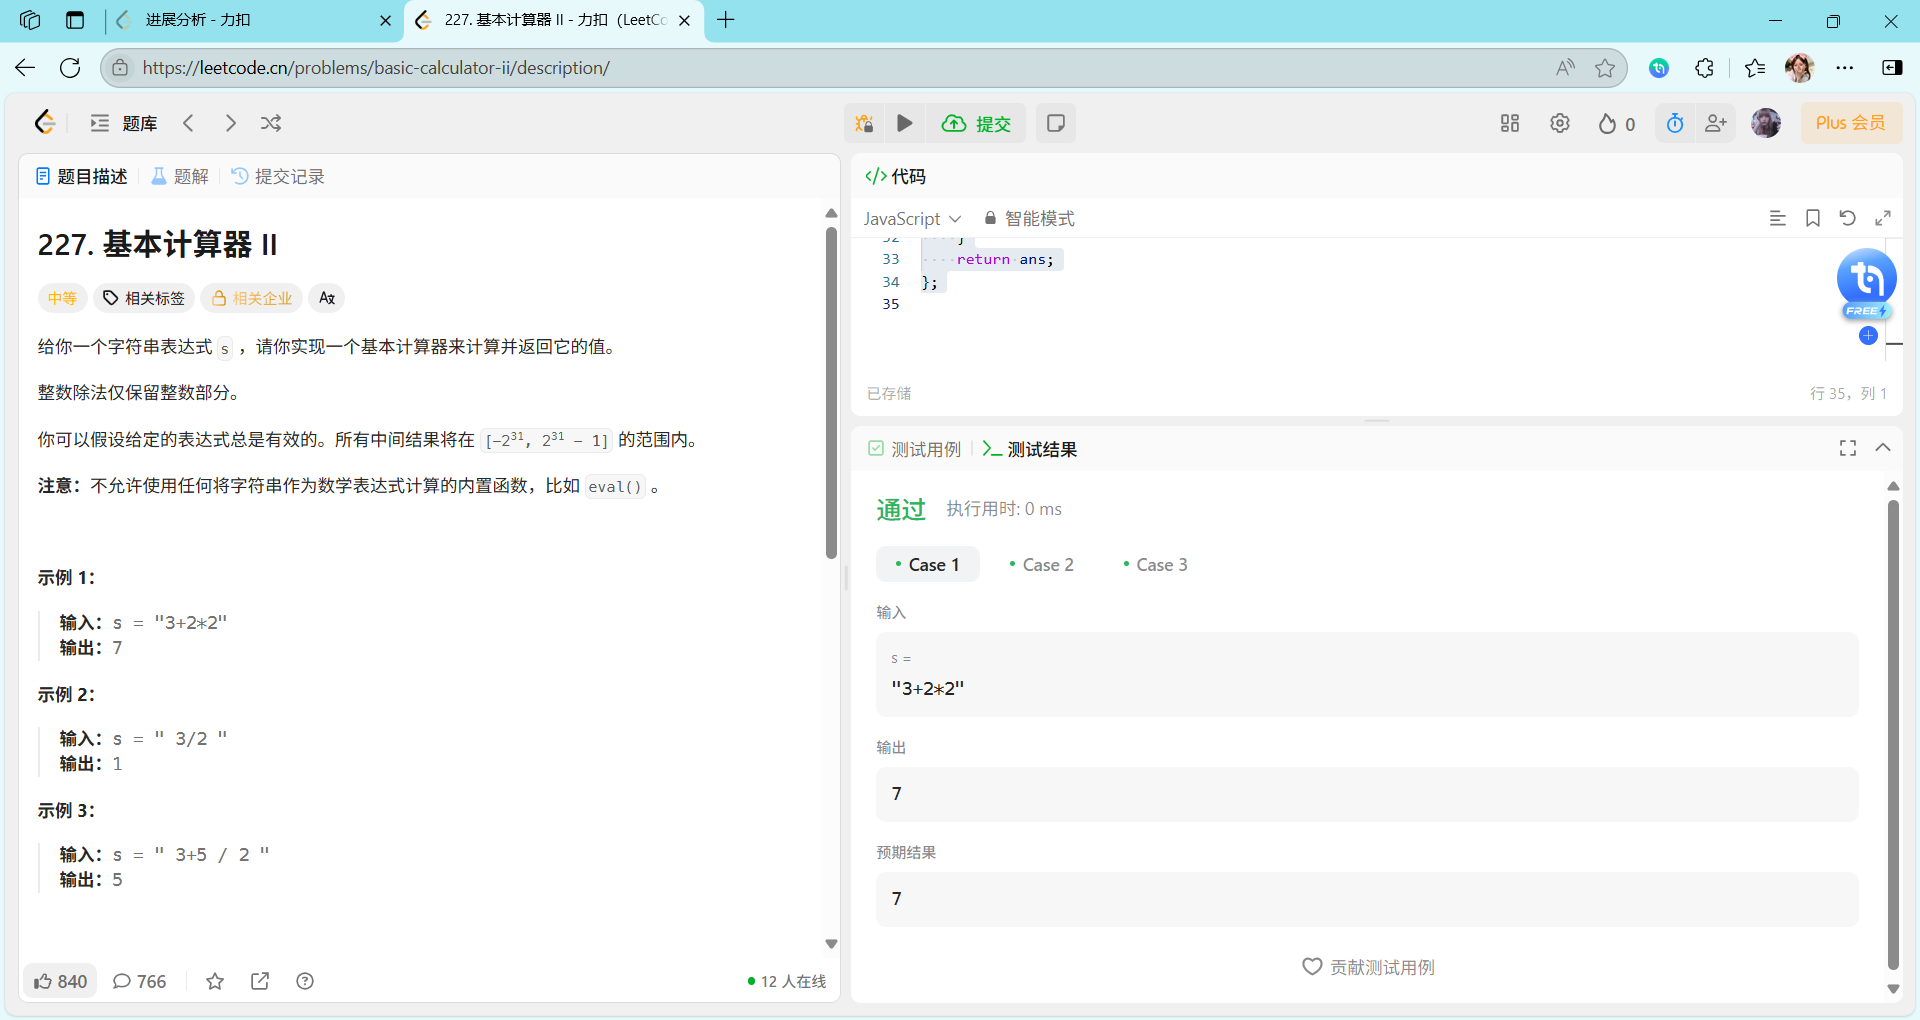 进展分析 - 力扣
227. 基本计算器 II - 力扣（LeetCo
https://leetcode.cn/problems/basic-calculator-ii/description/
题库
提交
0
Plus 会员
题目描述
题解
提交记录
227. 基本计算器 II
中等
相关标签
相关企业
给你一个字符串表达式 s ，请你实现一个基本计算器来计算并返回它的值。
整数除法仅保留整数部分。
你可以假设给定的表达式总是有效的。所有中间结果将在 [-2^31, 2^31 - 1] 的范围内。
注意：不允许使用任何将字符串作为数学表达式计算的内置函数，比如 eval() 。
示例 1：
输入：s = "3+2*2"
输出：7
示例 2：
输入：s = " 3/2 "
输出：1
示例 3：
输入：s = " 3+5 / 2 "
输出：5
840
766
12 人在线
</> 代码
JavaScript
智能模式
32 }
33 return ans;
34 };
35
FREE
已存储
行 35，列 1
测试用例
测试结果
通过
执行用时: 0 ms
Case 1
Case 2
Case 3
输入
s =
"3+2*2"
输出
7
预期结果
7
贡献测试用例